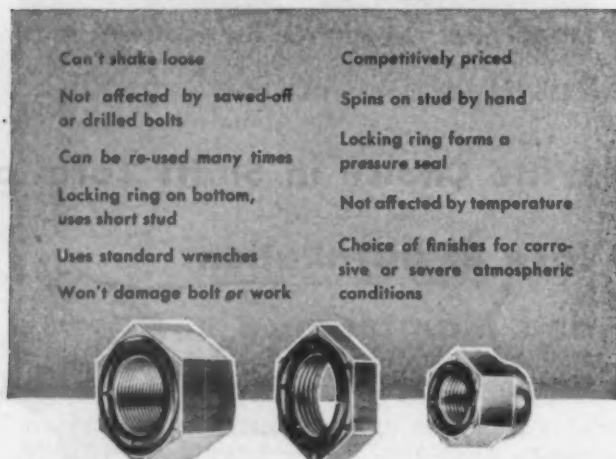 Can't shake loose
Not affected by sawed-off
or drilled bolts
Can be re-used many times
Locking ring on bottom,
uses short stud
Uses standard wrenches
Won't damage bolt or work
Competitively priced
Spins on stud by hand
Locking ring forms a
pressure seal
Not affected by temperature
Choice of finishes for corro-
sive or severe atmospheric
conditions